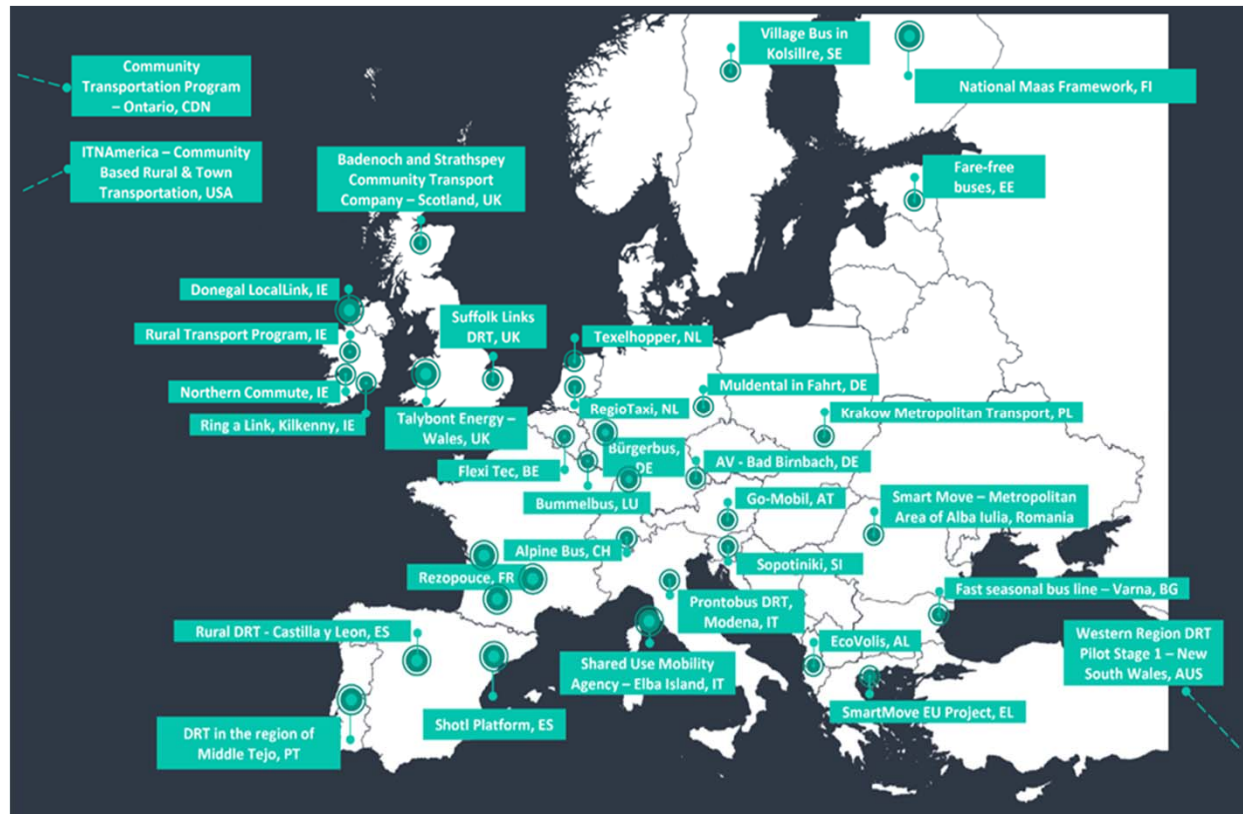 Community
Transportation Program
– Ontario, CDN
ITNAmerica – Community
Based Rural & Town
Transportation, USA
Village Bus in
Kolsillre, SE
National Maas Framework, FI
Badenoch and Strathspey
Community Transport
Company – Scotland, UK
Fare-free
buses, EE
Donegal LocalLink, IE
Rural Transport Program, IE
Northern Commute, IE
Ring a Link, Kilkenny, IE
Suffolk Links
DRT, UK
Talybont Energy –
Wales, UK
Texelhopper, NL
RegioTaxi, NL
Muldental in Fahrt, DE
Krakow Metropolitan Transport, PL
Flexi Tec, BE
Bürgerbus,
DE
AV - Bad Birnbach, DE
Bummelbus, LU
Go-Mobil, AT
Smart Move – Metropolitan
Area of Alba Iulia, Romania
Alpine Bus, CH
Sopotiniki, SI
Rezopouce, FR
Fast seasonal bus line – Varna, BG
Prontobus DRT,
Modena, IT
Rural DRT - Castilla y Leon, ES
EcoVolis, AL
Western Region DRT
Pilot Stage 1 – New
South Wales, AUS
Shared Use Mobility
Agency – Elba Island, IT
SmartMove EU Project, EL
Shotl Platform, ES
DRT in the region of
Middle Tejo, PT